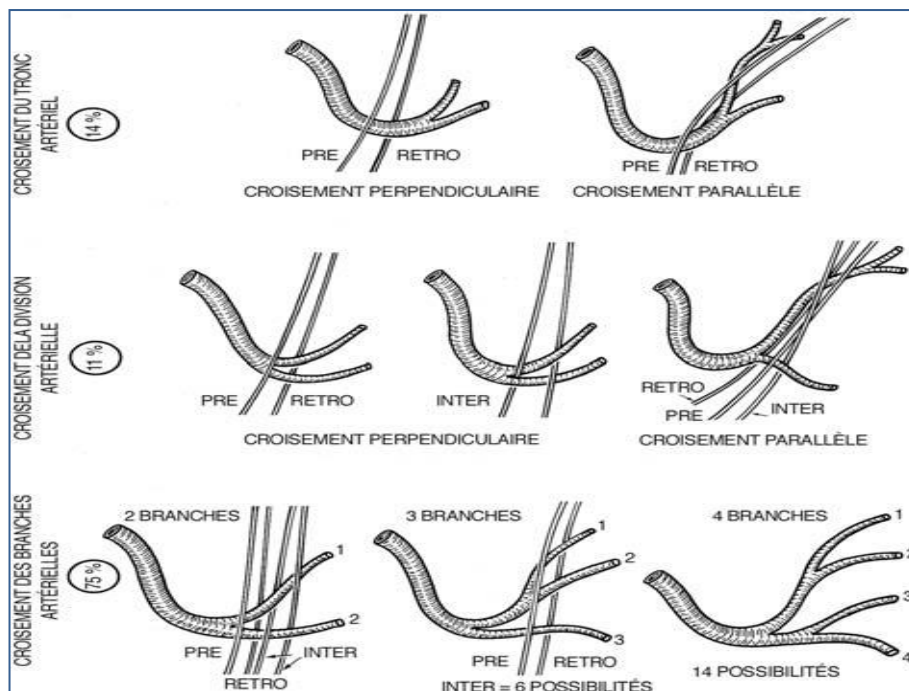 CROISEMENT DU TRONC
ARTÉRIEL
14 %
PRE
RETRO
CROISEMENT PERPENDICULAIRE
PRE
RETRO
CROISEMENT PARALLÈLE
CROISEMENT DELA DIVISION
ARTÉRIELLE
11 %
PRE
RETRO
INTER
CROISEMENT PERPENDICULAIRE
RETRO
PRE
INTER
CROISEMENT PARALLÈLE
CROISEMENT DES BRANCHES
ARTÉRIELLES
75 %
2 BRANCHES
1
2
PRE
INTER
RETRO
3 BRANCHES
1
2
3
PRE
RETRO
INTER = 6 POSSIBILITÉS
4 BRANCHES
1
2
3
4
14 POSSIBILITÉS